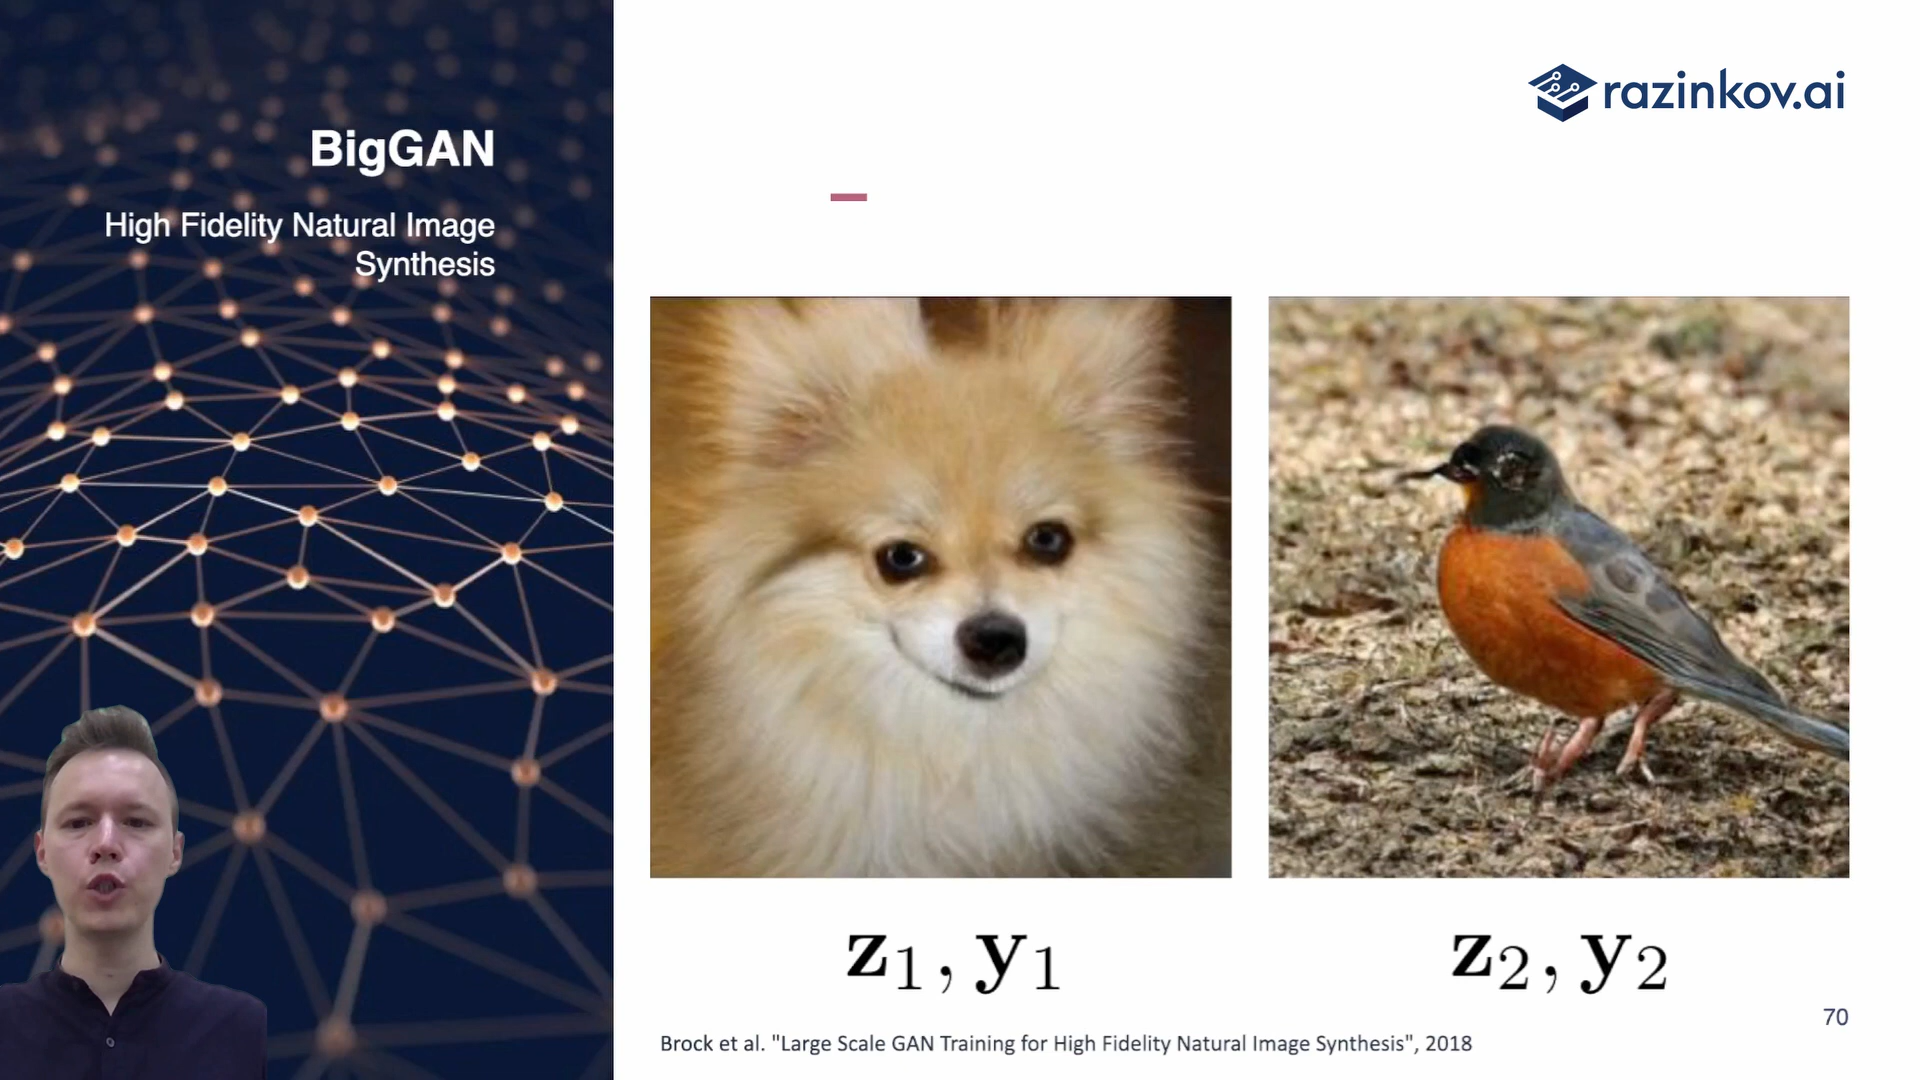 BigGAN
High Fidelity Natural Image
Synthesis
razinkov.ai
z1, y1
z2, y2
70
Brock et al. "Large Scale GAN Training for High Fidelity Natural Image Synthesis", 2018